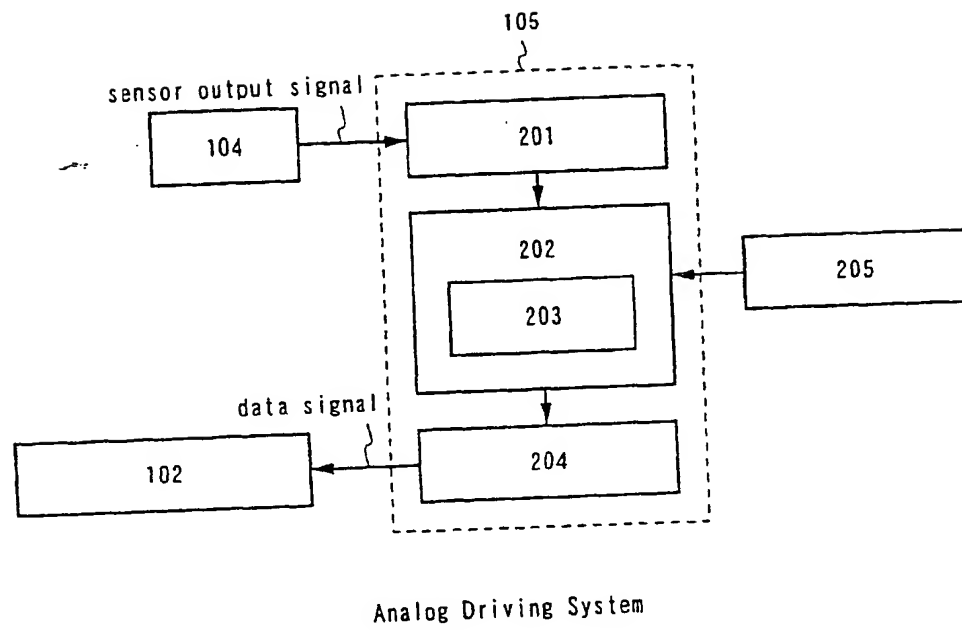 105
sensor output signal
104
201
202
205
203
data signal
204
102
Analog Driving System